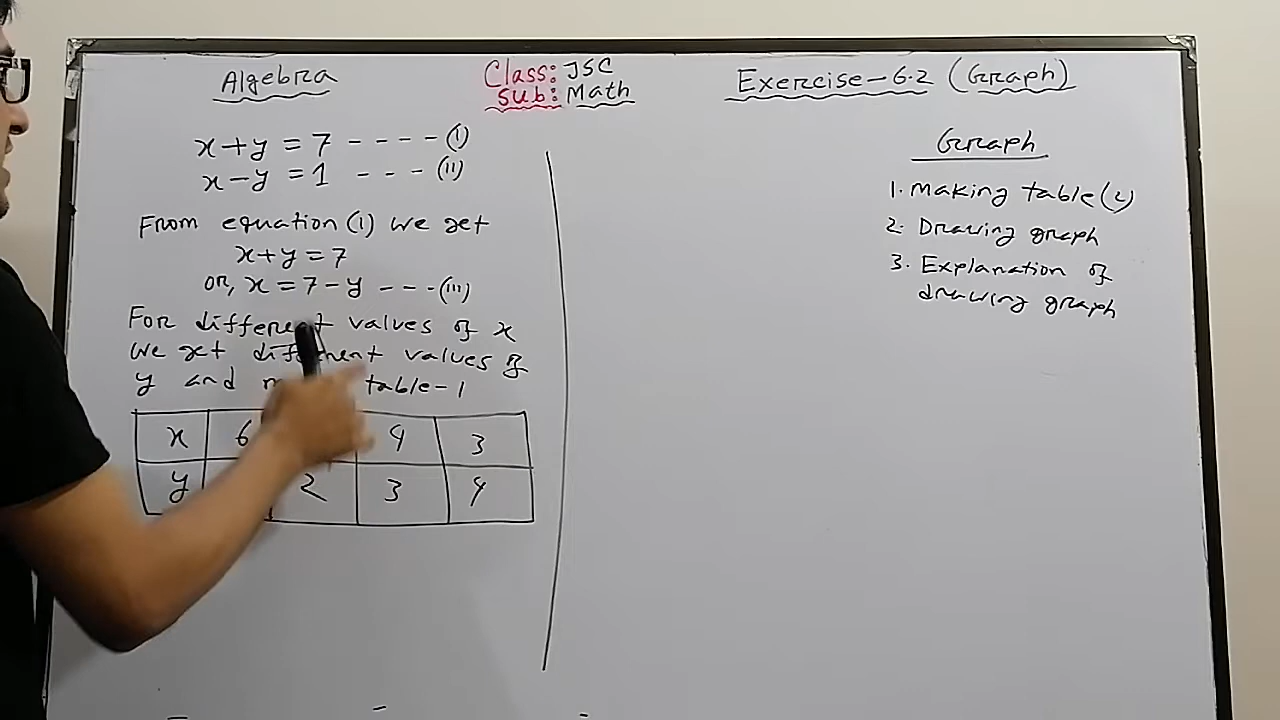 Algebra
Class: JSC
Sub: Math
Exercise-6.2 (Graph)
x+y = 7 ---- (I)
x-y = 1 --- (II)
From equation (I) we get
x+y = 7
or, x = 7-y --- (III)
For different values of x
we get different values of
y and table-1
x 6 4 3
y 2 3 4
Graph
1. Making table (2)
2. Drawing graph
3. Explanation of
drawing graph